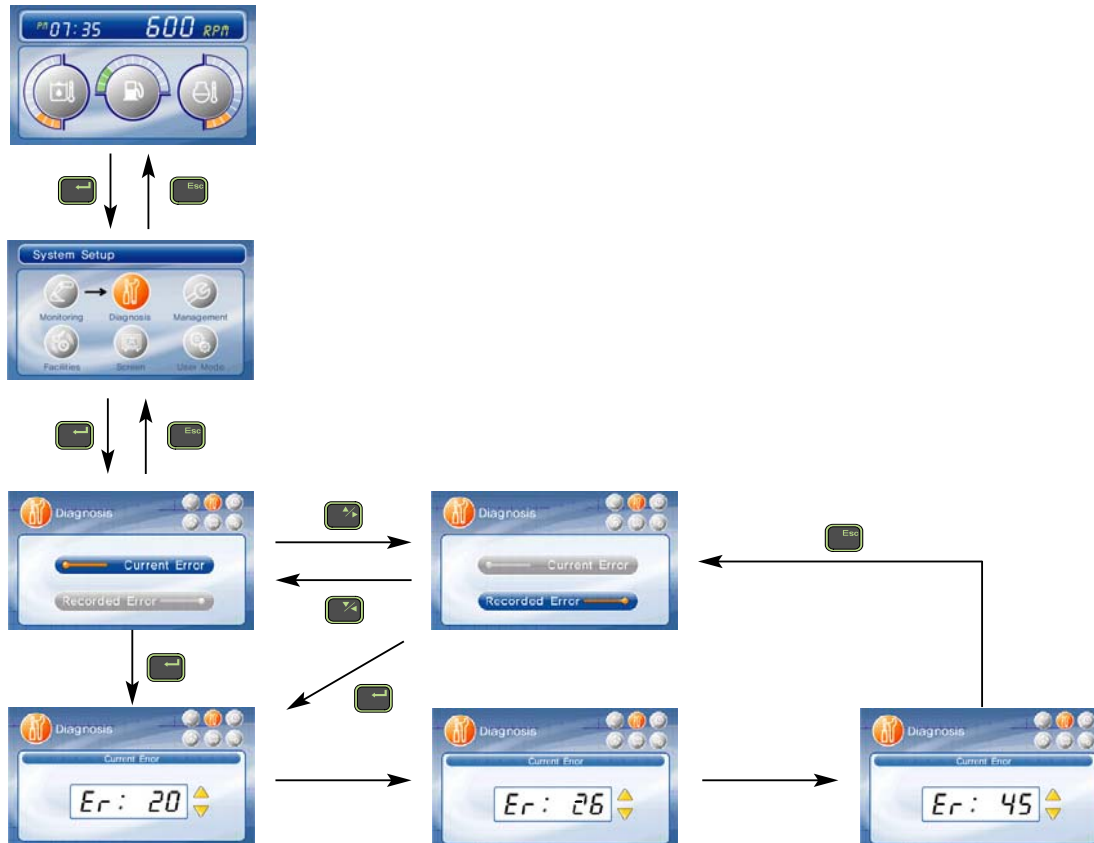 PM 07:35 600 RPM
Esc
System Setup
Monitoring Diagnosis Management
Facilities Screen User Mode
Esc
Diagnosis
Current Error
Recorded Error
Diagnosis
Current Error
Recorded Error
Esc
Diagnosis
Current Error
Er: 20
Diagnosis
Current Error
Er: 26
Diagnosis
Current Error
Er: 45